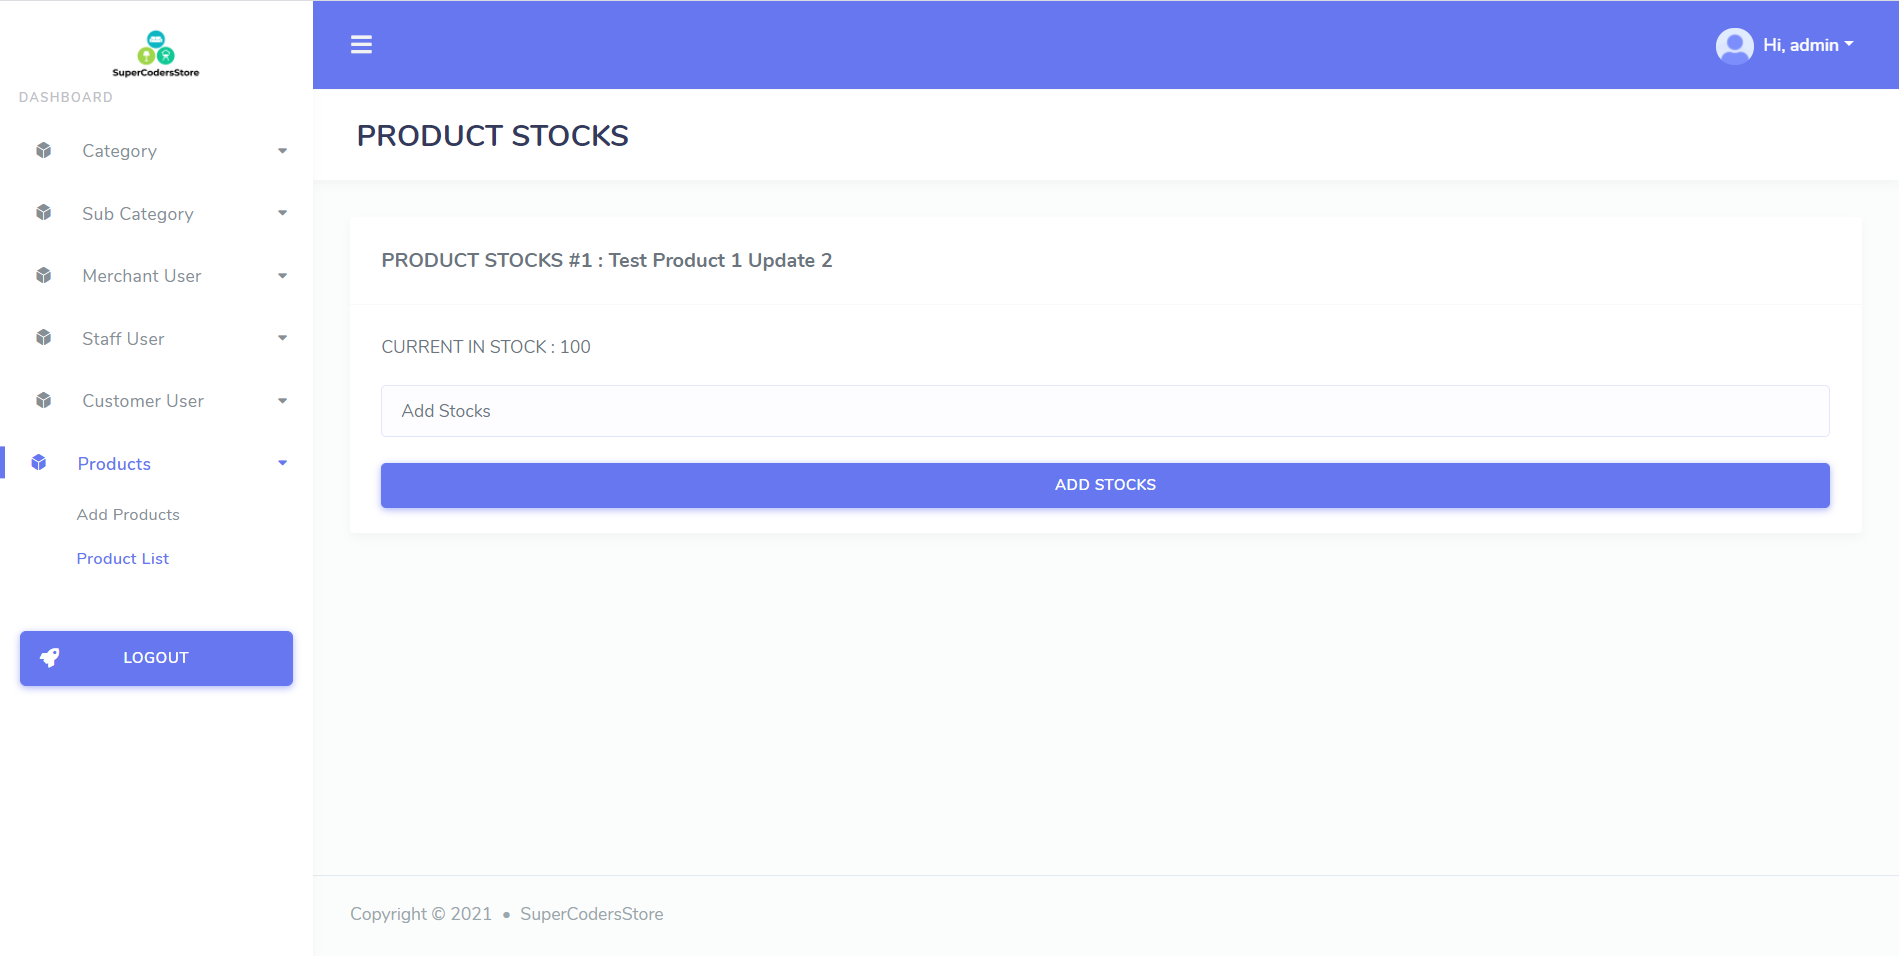 SuperCodersStore
DASHBOARD
Category
Sub Category
Merchant User
Staff User
Customer User
Products
Add Products
Product List
LOGOUT
Hi, admin
PRODUCT STOCKS
PRODUCT STOCKS #1 : Test Product 1 Update 2
CURRENT IN STOCK : 100
Add Stocks
ADD STOCKS
Copyright © 2021 • SuperCodersStore